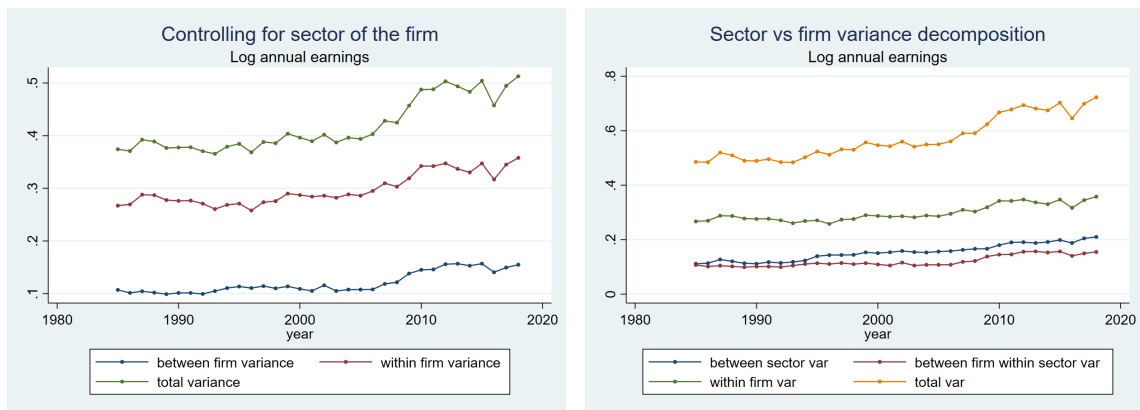 Controlling for sector of the firm
Log annual earnings
.5
.4
.3
.2
.1
1980 1990 2000 2010 2020
year
between firm variance within firm variance
total variance
Sector vs firm variance decomposition
Log annual earnings
.8
.6
.4
.2
0
1980 1990 2000 2010 2020
year
between sector var between firm within sector var
within firm var total var